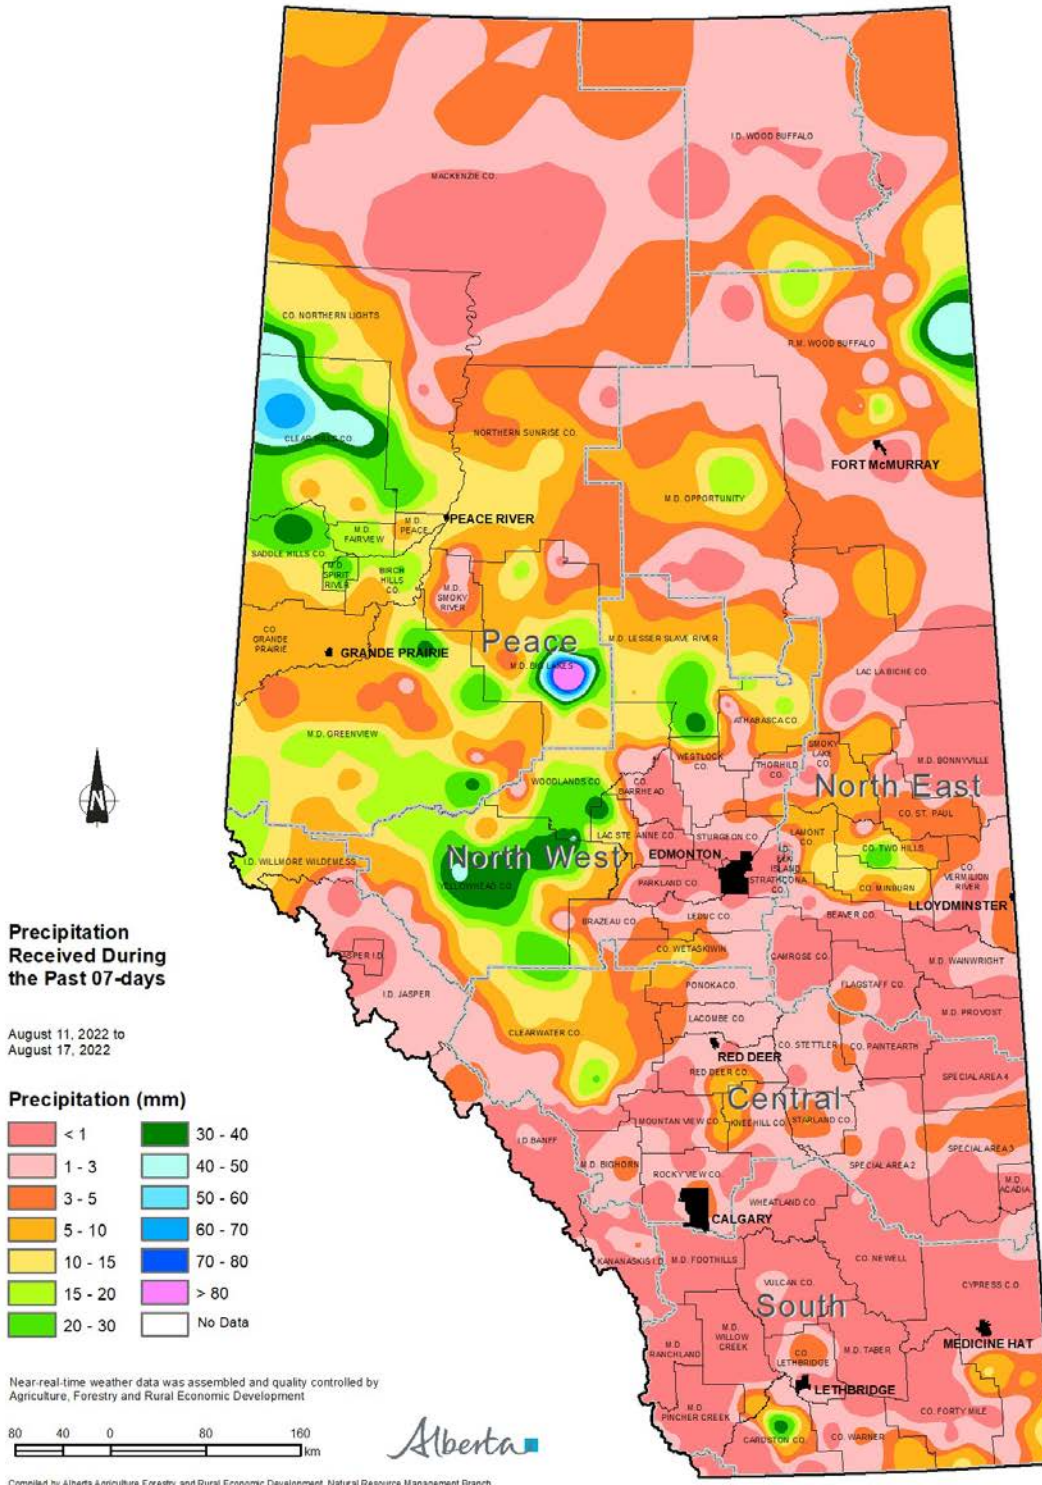 MACKENZIE CO.
I.D. WOOD BUFFALO
CO. NORTHERN LIGHTS
R.M. WOOD BUFFALO
CLEAR HILLS CO.
NORTHERN SUNRISE CO.
FORT McMURRAY
M.D. OPPORTUNITY
M.D.
PEACE
PEACE RIVER
M.D.
FAIRVIEW
SADDLE HILLS CO.
M.D.
SPIRIT
RIVER
BIRCH
HILLS
CO.
M.D.
SMOKY
RIVER
CO.
GRANDE
PRAIRIE
GRANDE PRAIRIE
Peace
M.D. BIG LAKES
M.D. LESSER SLAVE RIVER
LAC LA BICHE CO.
ATHABASCA CO.
M.D. GREENVIEW
WESTLOCK
CO.
SMOKY
LAKE
CO.
THORHILD
CO.
M.D. BONNYVILLE
WOODLANDS CO.
CO.
BARRHEAD
North East
CO. ST. PAUL
N
LAC STE ANNE CO.
STURGEON CO.
LAMONT
CO.
CO. TWO HILLS
North West
EDMONTON
I.D.
ELK
ISLAND
I.D. WILLMORE WILDERNESS
YELLOWHEAD CO.
PARKLAND CO.
STRATHCONA
CO.
CO. MINBURN
CO.
VERMILION
RIVER
LLOYDMINSTER
BRAZEAU CO.
LEDUC CO.
BEAVER CO.
CO. WETASKIWIN
CAMROSE CO.
M.D. WAINWRIGHT
JASPER I.D.
I.D. JASPER
PONOKA CO.
FLAGSTAFF CO.
LACOMBE CO.
M.D. PROVOST
CLEARWATER CO.
RED DEER
CO. STETTLER
CO. PAINTEARTH
RED DEER CO.
SPECIAL AREA 4
Central
MOUNTAIN VIEW CO.
KNEEHILL CO.
STARLAND CO.
I.D. BANFF
SPECIAL AREA 3
M.D. BIGHORN
ROCKY VIEW CO.
SPECIAL AREA 2
M.D.
ACADIA
WHEATLAND CO.
CALGARY
KANANASKIS I.D.
M.D. FOOTHILLS
CO. NEWELL
VULCAN CO.
CYPRESS C.O
South
M.D.
WILLOW
CREEK
M.D.
RANCHLAND
CO.
LETHBRIDGE
M.D. TABER
MEDICINE HAT
LETHBRIDGE
M.D.
PINCHER CREEK
CO. FORTY MILE
CARDSTON CO.
CO. WARNER
Precipitation
Received During
the Past 07-days
August 11, 2022 to
August 17, 2022
Precipitation (mm)
< 1
1 - 3
3 - 5
5 - 10
10 - 15
15 - 20
20 - 30
30 - 40
40 - 50
50 - 60
60 - 70
70 - 80
> 80
No Data
Near-real-time weather data was assembled and quality controlled by
Agriculture, Forestry and Rural Economic Development
80 40 0 80 160
km
Alberta
Compiled by Alberta Agriculture Forestry and Rural Economic Development, Natural Resource Management Branch